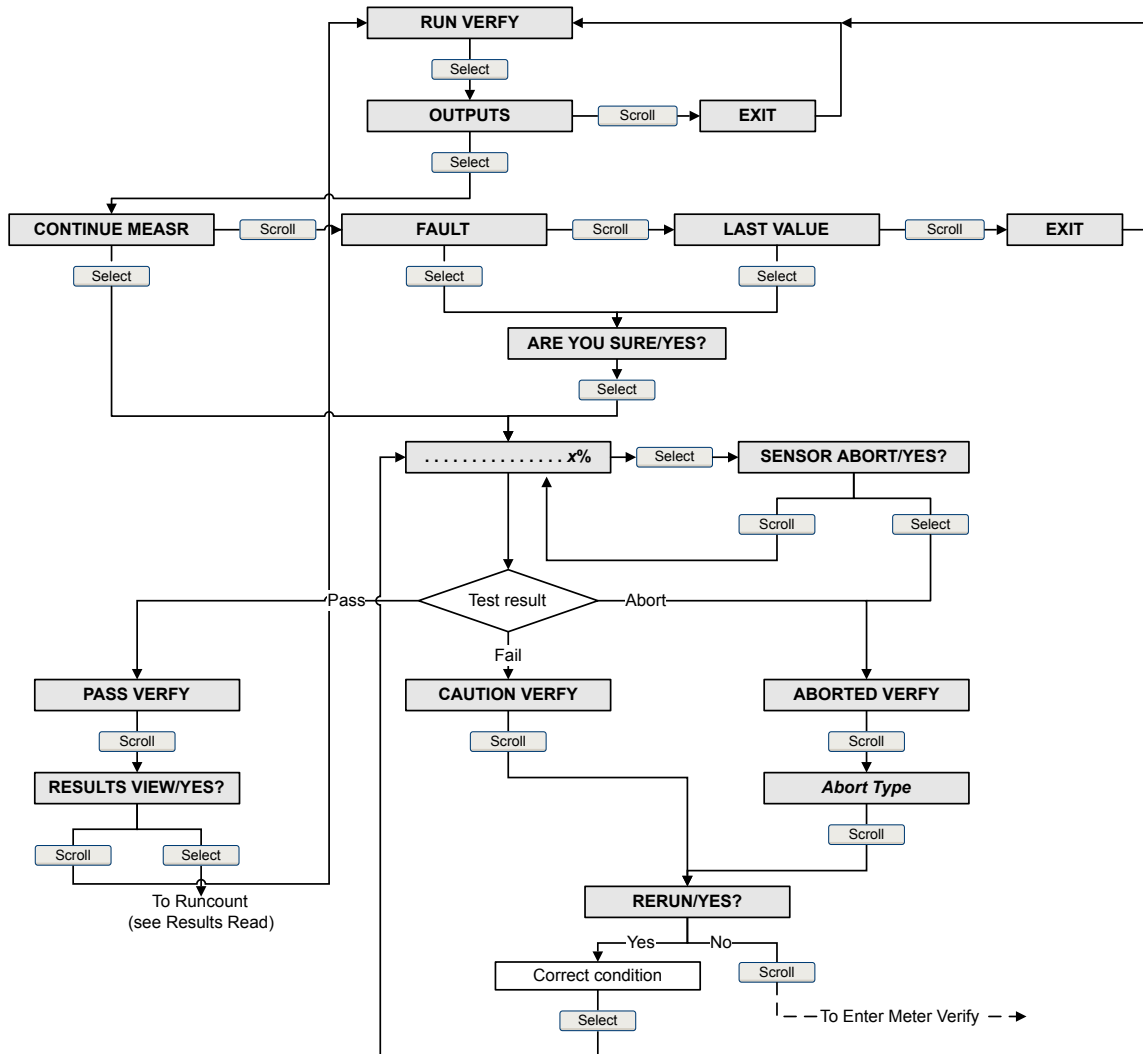 RUN VERFY
Select
OUTPUTS
Scroll
EXIT
Select
CONTINUE MEASR
Scroll
FAULT
Scroll
LAST VALUE
Scroll
EXIT
Select
Select
Select
ARE YOU SURE/YES?
Select
. . . . . . . . . . . . . . . x%
Select
SENSOR ABORT/YES?
Scroll
Select
Pass
Test result
Abort
Fail
PASS VERFY
CAUTION VERFY
ABORTED VERFY
Scroll
Scroll
Scroll
RESULTS VIEW/YES?
Abort Type
Scroll
Select
Scroll
To Runcount
(see Results Read)
RERUN/YES?
Yes
No
Correct condition
Scroll
Select
To Enter Meter Verify